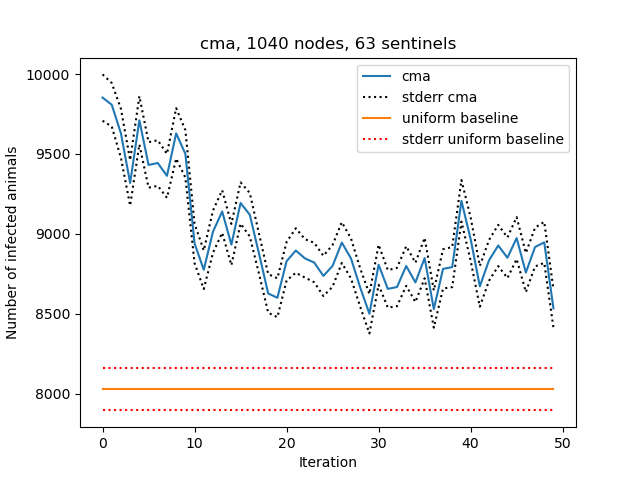 cma, 1040 nodes, 63 sentinels
Number of infected animals
10000
9500
9000
8500
8000
cma
stderr cma
uniform baseline
stderr uniform baseline
0 10 20 30 40 50
Iteration